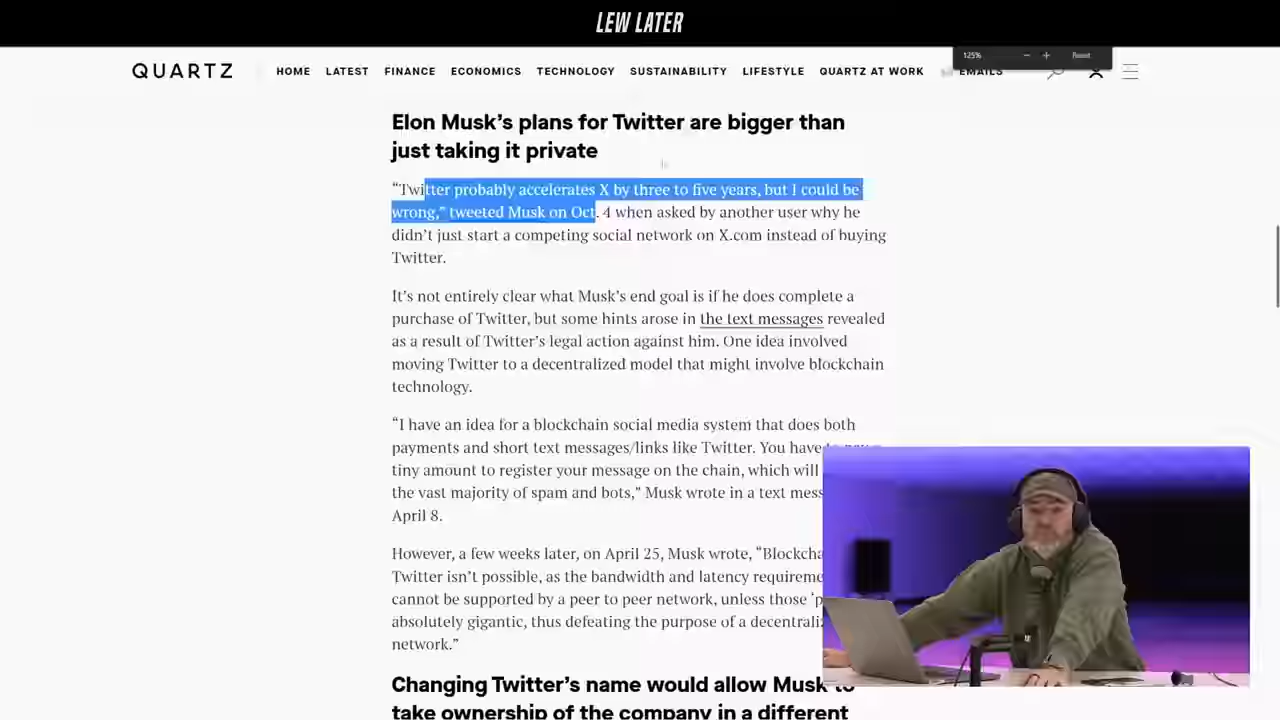 LEW LATER
125% − + Reset
QUARTZ HOME LATEST FINANCE ECONOMICS TECHNOLOGY SUSTAINABILITY LIFESTYLE QUARTZ AT WORK EMAILS
Elon Musk’s plans for Twitter are bigger than
just taking it private
“Twitter probably accelerates X by three to five years, but I could be
wrong,” tweeted Musk on Oct. 4 when asked by another user why he
didn’t just start a competing social network on X.com instead of buying
Twitter.
It’s not entirely clear what Musk’s end goal is if he does complete a
purchase of Twitter, but some hints arose in the text messages revealed
as a result of Twitter’s legal action against him. One idea involved
moving Twitter to a decentralized model that might involve blockchain
technology.
“I have an idea for a blockchain social media system that does both
payments and short text messages/links like Twitter. You have
tiny amount to register your message on the chain, which will
the vast majority of spam and bots,” Musk wrote in a text mess
April 8.
However, a few weeks later, on April 25, Musk wrote, “Blockcha
Twitter isn’t possible, as the bandwidth and latency requireme
cannot be supported by a peer to peer network, unless those ‘p
absolutely gigantic, thus defeating the purpose of a decentrali
network.”
Changing Twitter’s name would allow Musk to
take ownership of the company in a different